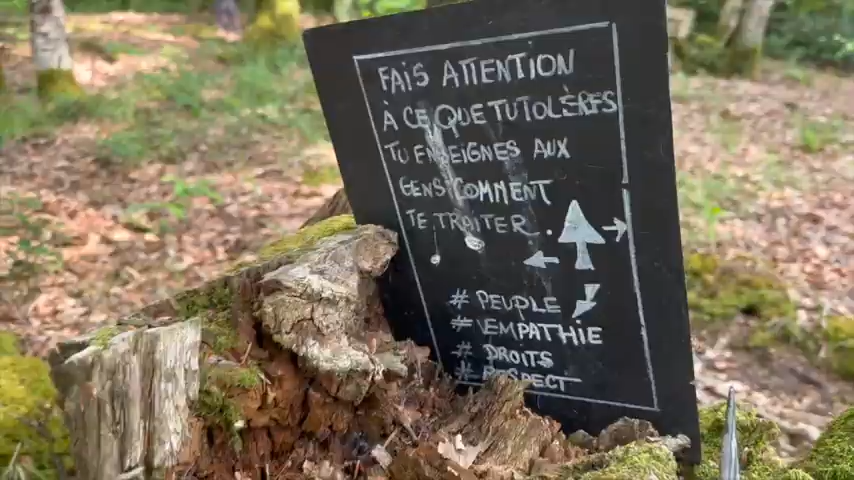 FAIS ATTENTION
À CE QUE TU TOLÈRES
TU ENSEIGNES AUX
GENS COMMENT
TE TRAITER.
# PEUPLE
# EMPATHIE
# DROITS
# RESPECT